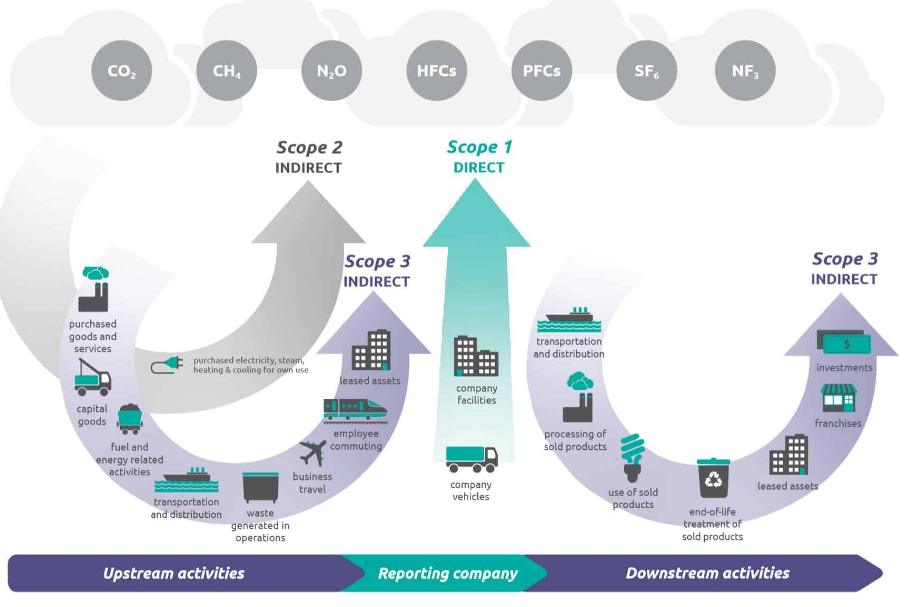 CO₂
CH₄
N₂O
HFCs
PFCs
SF₆
NF₃
Scope 2
INDIRECT
Scope 1
DIRECT
Scope 3
INDIRECT
Scope 3
INDIRECT
purchased
goods and
services
capital
goods
fuel and
energy related
activities
transportation
and distribution
waste
generated in
operations
business
travel
employee
commuting
leased assets
purchased electricity, steam,
heating & cooling for own use
company
facilities
company
vehicles
transportation
and distribution
processing of
sold products
use of sold
products
end-of-life
treatment of
sold products
leased assets
franchises
$
investments
Upstream activities
Reporting company
Downstream activities